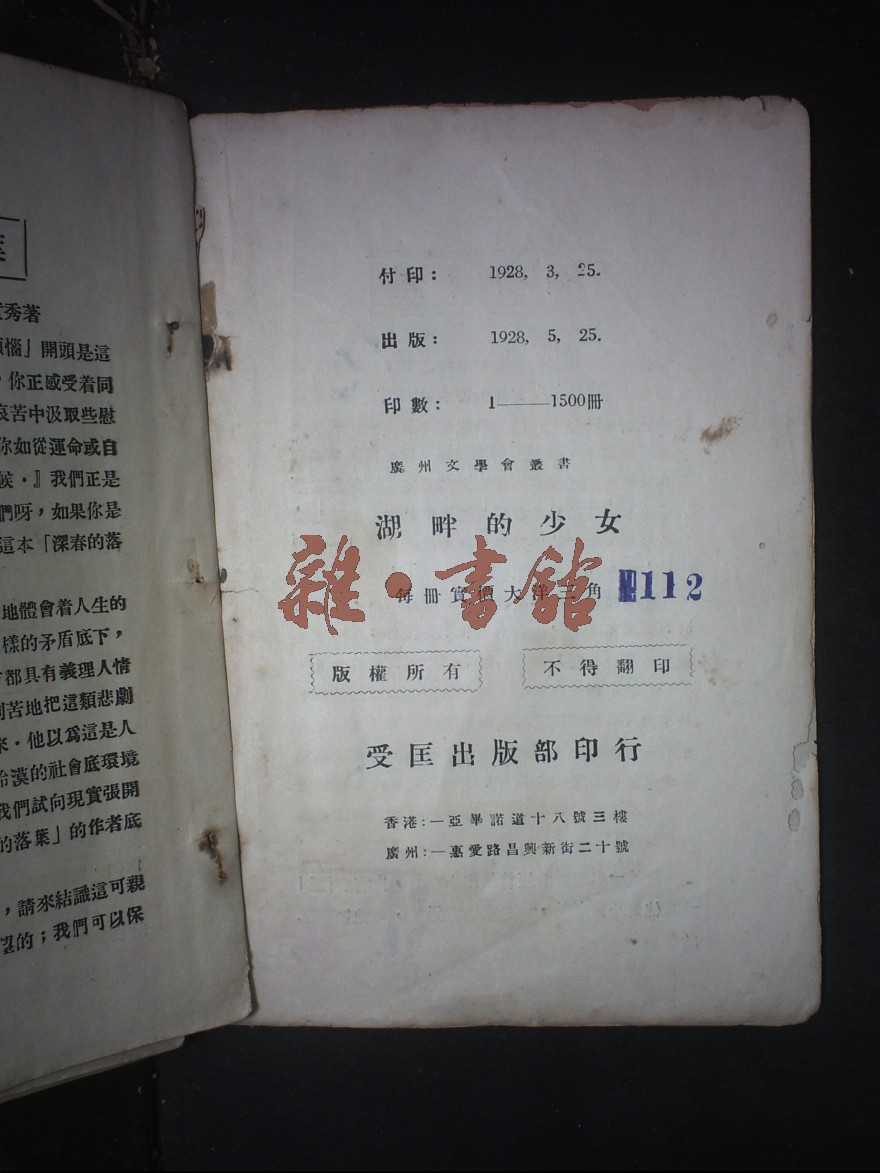 付印： 1928, 3, 25.
出版： 1928, 5, 25.
印數： 1——1500冊
廣州文學會叢書
湖畔的少女
每冊實價大洋三角 112
雜·書館
版權所有 不得翻印
受匡出版部印行
香港：—亞畢諾道十八號三樓
廣州：—惠愛路昌興新街二十號
秀著
惱」開頭是這
，你正感受着同
哀苦中汲取些慰
你如從運命或自
候．』我們正是
們呀，如果你是
這本「深春的落
地體會着人生的
樣的矛盾底下，
都具有義理人情
苦地把這類悲劇
來．他以爲這是人
冷漠的社會底環境
我們試向現實張開
的落葉」的作者底
，請來結識這可親
望的；我們可以保